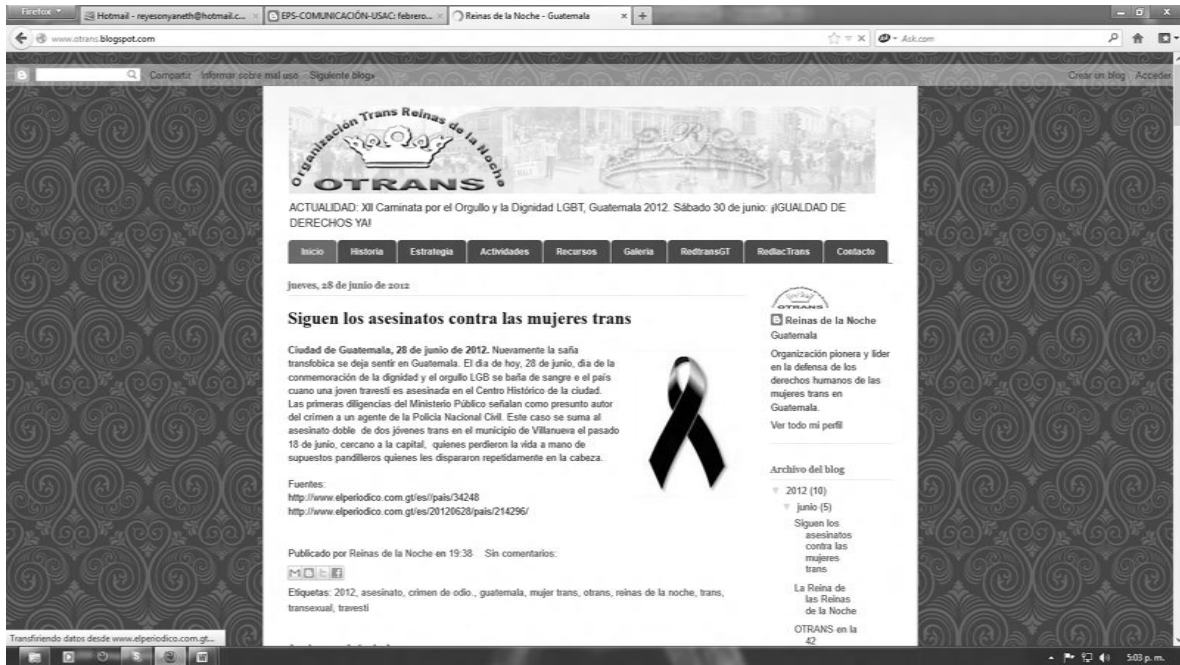 Firefox
Hotmail - reyesonyaneth@hotmail.c...
EPS-COMUNICACIÓN-USAC: febrero...
Reinas de la Noche - Guatemala
www.otrans.blogspot.com
Ask.com
Compartir Informar sobre mal uso Siguiente blog»
Crear un blog Acceder
Organización Trans Reinas de la Noche
OTRANS
ACTUALIDAD: XII Caminata por el Orgullo y la Dignidad LGBT, Guatemala 2012. Sábado 30 de junio: ¡IGUALDAD DE
DERECHOS YA!
Inicio Historia Estrategia Actividades Recursos Galeria RedtransGT RedlacTrans Contacto
jueves, 28 de junio de 2012
Siguen los asesinatos contra las mujeres trans
Ciudad de Guatemala, 28 de junio de 2012. Nuevamente la saña
transfobica se deja sentir en Guatemala. El dia de hoy, 28 de junio, dia de la
conmemoración de la dignidad y el orgullo LGB se baña de sangre e el país
cuano una joven travesti es asesinada en el Centro Histórico de la ciudad.
Las primeras diligencias del Ministerio Público señalan como presunto autor
del crimen a un agente de la Policia Nacional Civil. Este caso se suma al
asesinato doble de dos jóvenes trans en el municipio de Villanueva el pasado
18 de junio, cercano a la capital, quienes perdieron la vida a mano de
supuestos pandilleros quienes les dispararon repetidamente en la cabeza.
Fuentes:
http://www.elperiodico.com.gt/es//pais/34248
http://www.elperiodico.com.gt/es/20120628/pais/214296/
Publicado por Reinas de la Noche en 19:38 Sin comentarios:
Etiquetas: 2012, asesinato, crimen de odio., guatemala, mujer trans, otrans, reinas de la noche, trans,
transexual, travesti
OTRANS
Reinas de la Noche
Guatemala
Organización pionera y lider
en la defensa de los
derechos humanos de las
mujeres trans en
Guatemala.
Ver todo mi perfil
Archivo del blog
2012 (10)
junio (5)
Siguen los
asesinatos
contra las
mujeres
trans
La Reina de
las Reinas
de la Noche
OTRANS en la
42
Transfiriendo datos desde www.elperiodico.com.gt...
5:03 p. m.